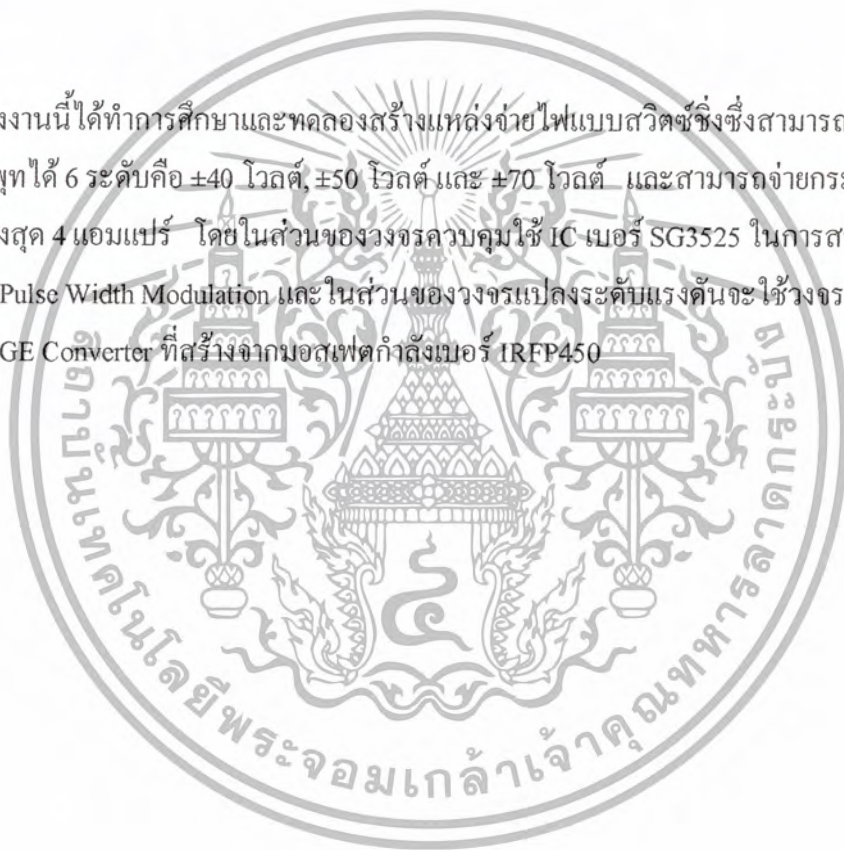 งงานนี้ได้ทำการศึกษาและทดลองสร้างแหล่งจ่ายไฟแบบสวิตซ์ชิ่งซึ่งสามารถ
พุทได้ 6 ระดับคือ ±40 โวลต์, ±50 โวลต์ และ ±70 โวลต์ และสามารถจ่ายกระ
งสุด 4 แอมแปร์ โดยในส่วนของวงจรควบคุมใช้ IC เบอร์ SG3525 ในการส
Pulse Width Modulation และในส่วนของวงจรแปลงระดับแรงดันจะใช้วงจร
GE Converter ที่สร้างจากมอสเฟตกำลังเบอร์ IRFP450
สถาบันเทคโนโลยีพระจอมเกล้าเจ้าคุณทหารลาดกระบัง